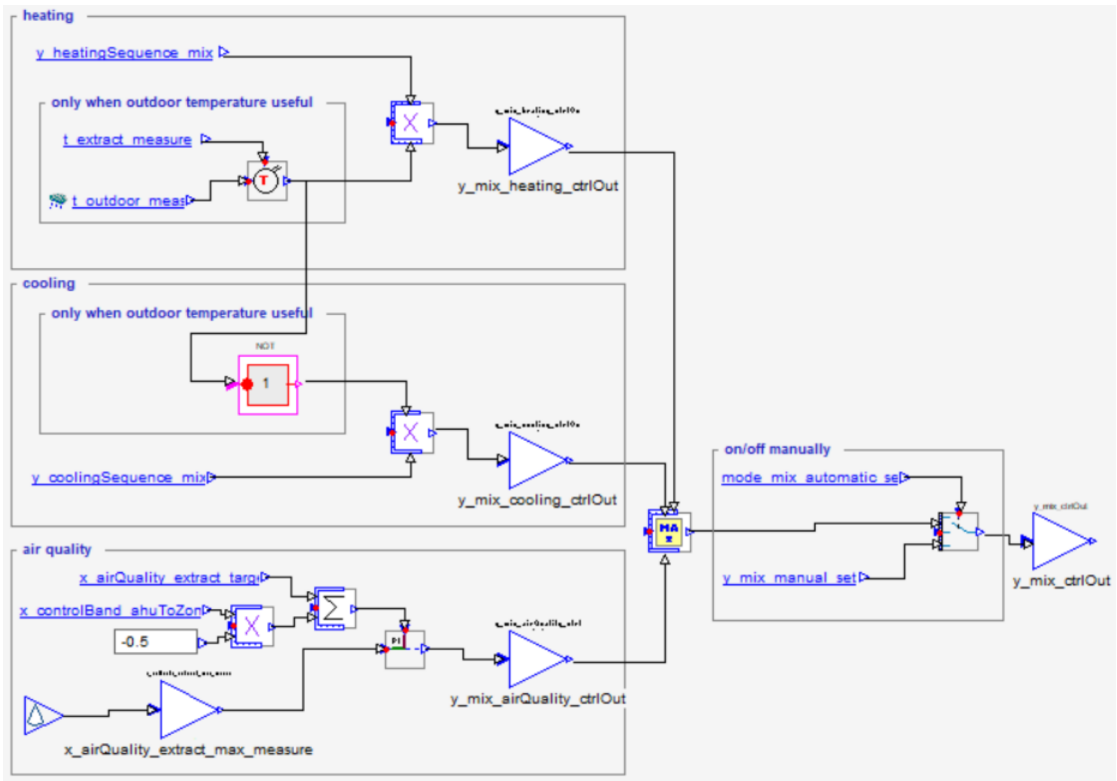 heating
y_heatingSequence_mix
only when outdoor temperature useful
t_extract_measure
T
t_outdoor_meas
X
y_mix_heating_ctrlOut
cooling
only when outdoor temperature useful
NOT
1
X
y_coolingSequence_mix
y_mix_cooling_ctrlOut
on/off manually
mode_mix_automatic_se
MA
x
y_mix_manual_set
y_mix_ctrlOut
y_mix_ctrlOut
air quality
x_airQuality_extract_targ
x_controlBand_ahuToZon
X
Σ
-0.5
PI
y_mix_airQuality_ctrlOut
x_airQuality_extract_max_measure